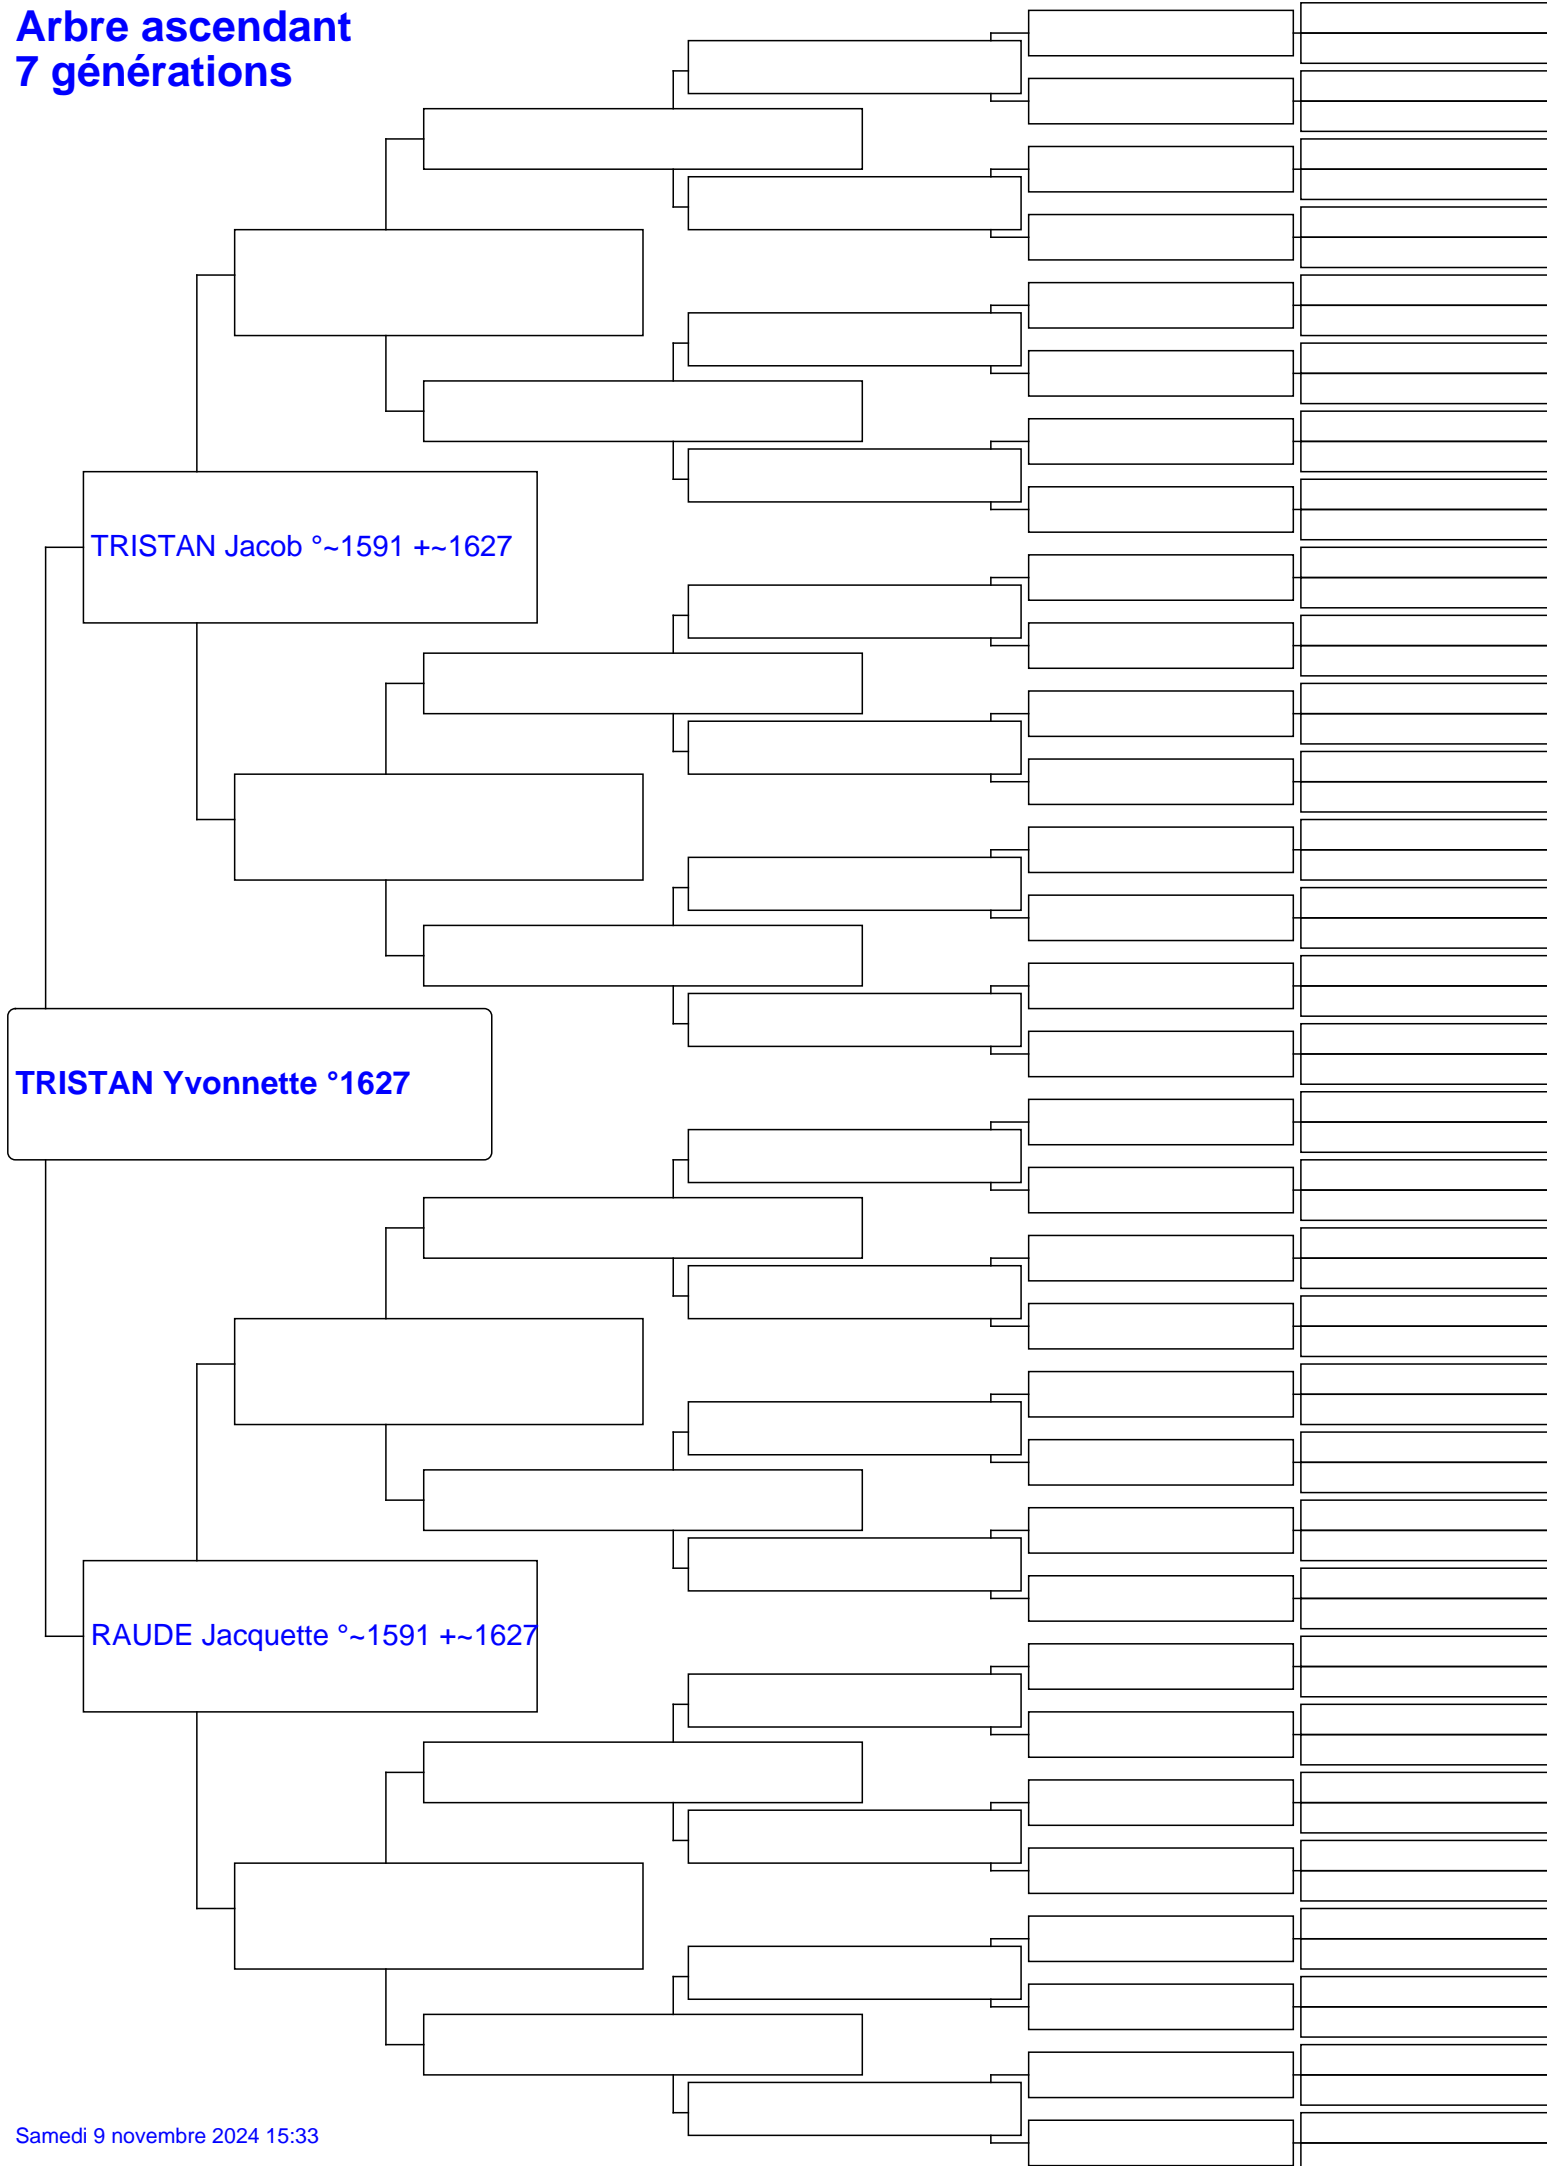 Arbre ascendant
7 générations
TRISTAN Jacob °~1591 +~1627
TRISTAN Yvonnette °1627
RAUDE Jacquette °~1591 +~1627
Samedi 9 novembre 2024 15:33